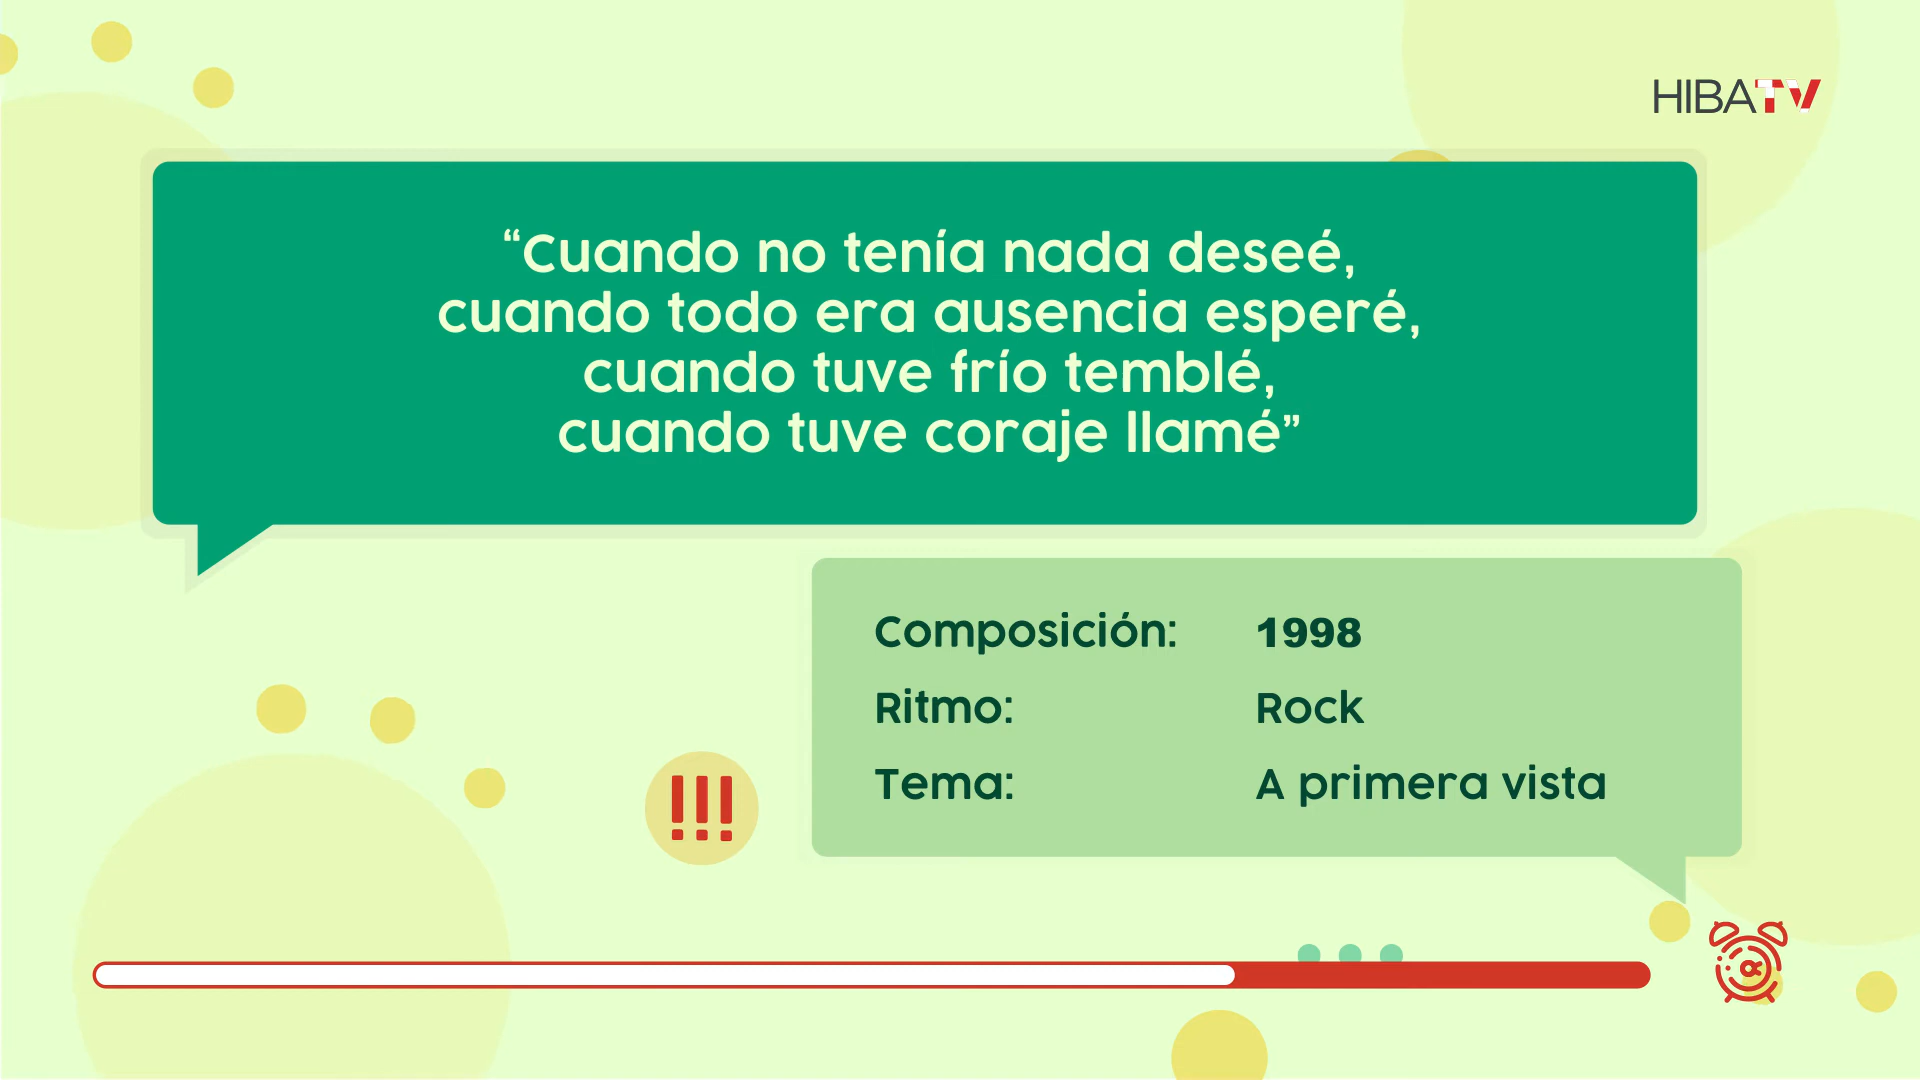 HIBATV
“Cuando no tenía nada deseé,
cuando todo era ausencia esperé,
cuando tuve frío temblé,
cuando tuve coraje llamé”
Composición: 1998
Ritmo: Rock
Tema: A primera vista
!!!